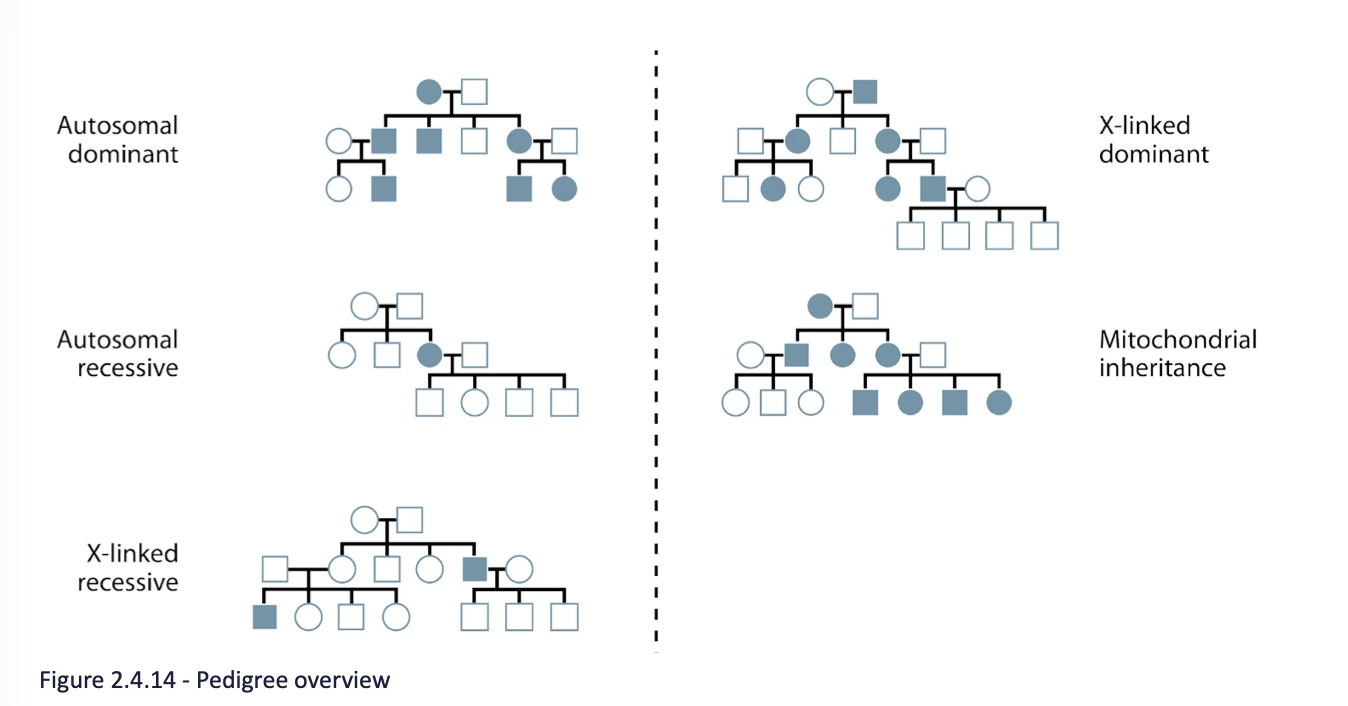 Autosomal
dominant
Autosomal
recessive
X-linked
recessive
X-linked
dominant
Mitochondrial
inheritance
Figure 2.4.14 - Pedigree overview